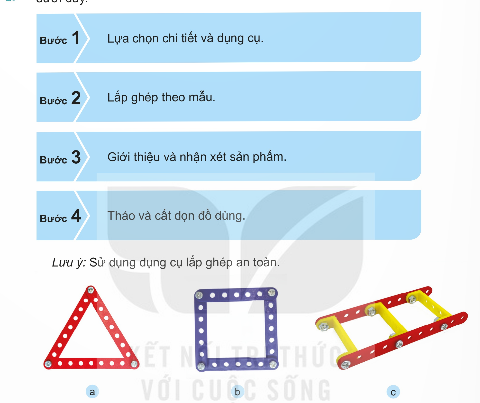 Bước 1 Lựa chọn chi tiết và dụng cụ.
Bước 2 Lắp ghép theo mẫu.
Bước 3 Giới thiệu và nhận xét sản phẩm.
Bước 4 Tháo và cất dọn đồ dùng.
Lưu ý: Sử dụng dụng cụ lắp ghép an toàn.
KẾT NỐI TRI THỨC
VỚI CUỘC SỐNG
a b c